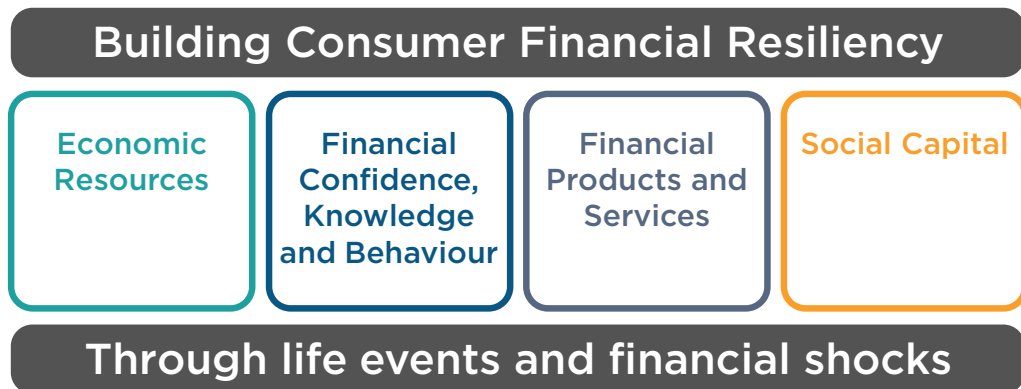 Building Consumer Financial Resiliency
Economic
Resources
Financial
Confidence,
Knowledge
and Behaviour
Financial
Products and
Services
Social Capital
Through life events and financial shocks